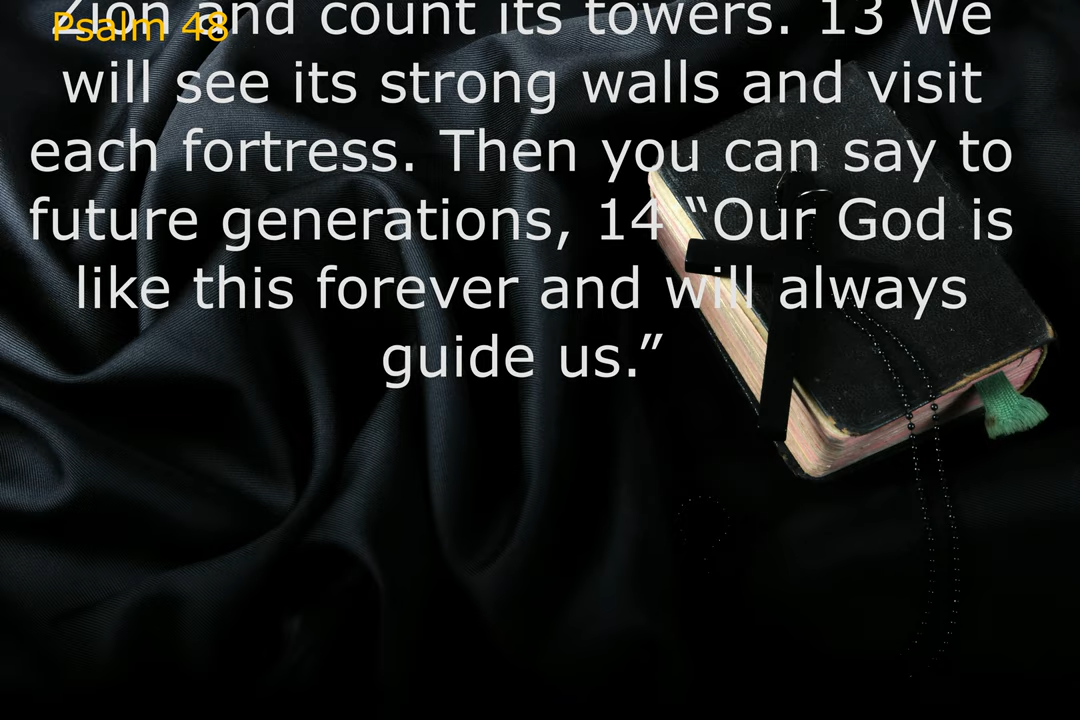 Psalm 48
Zion and count its towers. 13 We
will see its strong walls and visit
each fortress. Then you can say to
future generations, 14 “Our God is
like this forever and will always
guide us.”